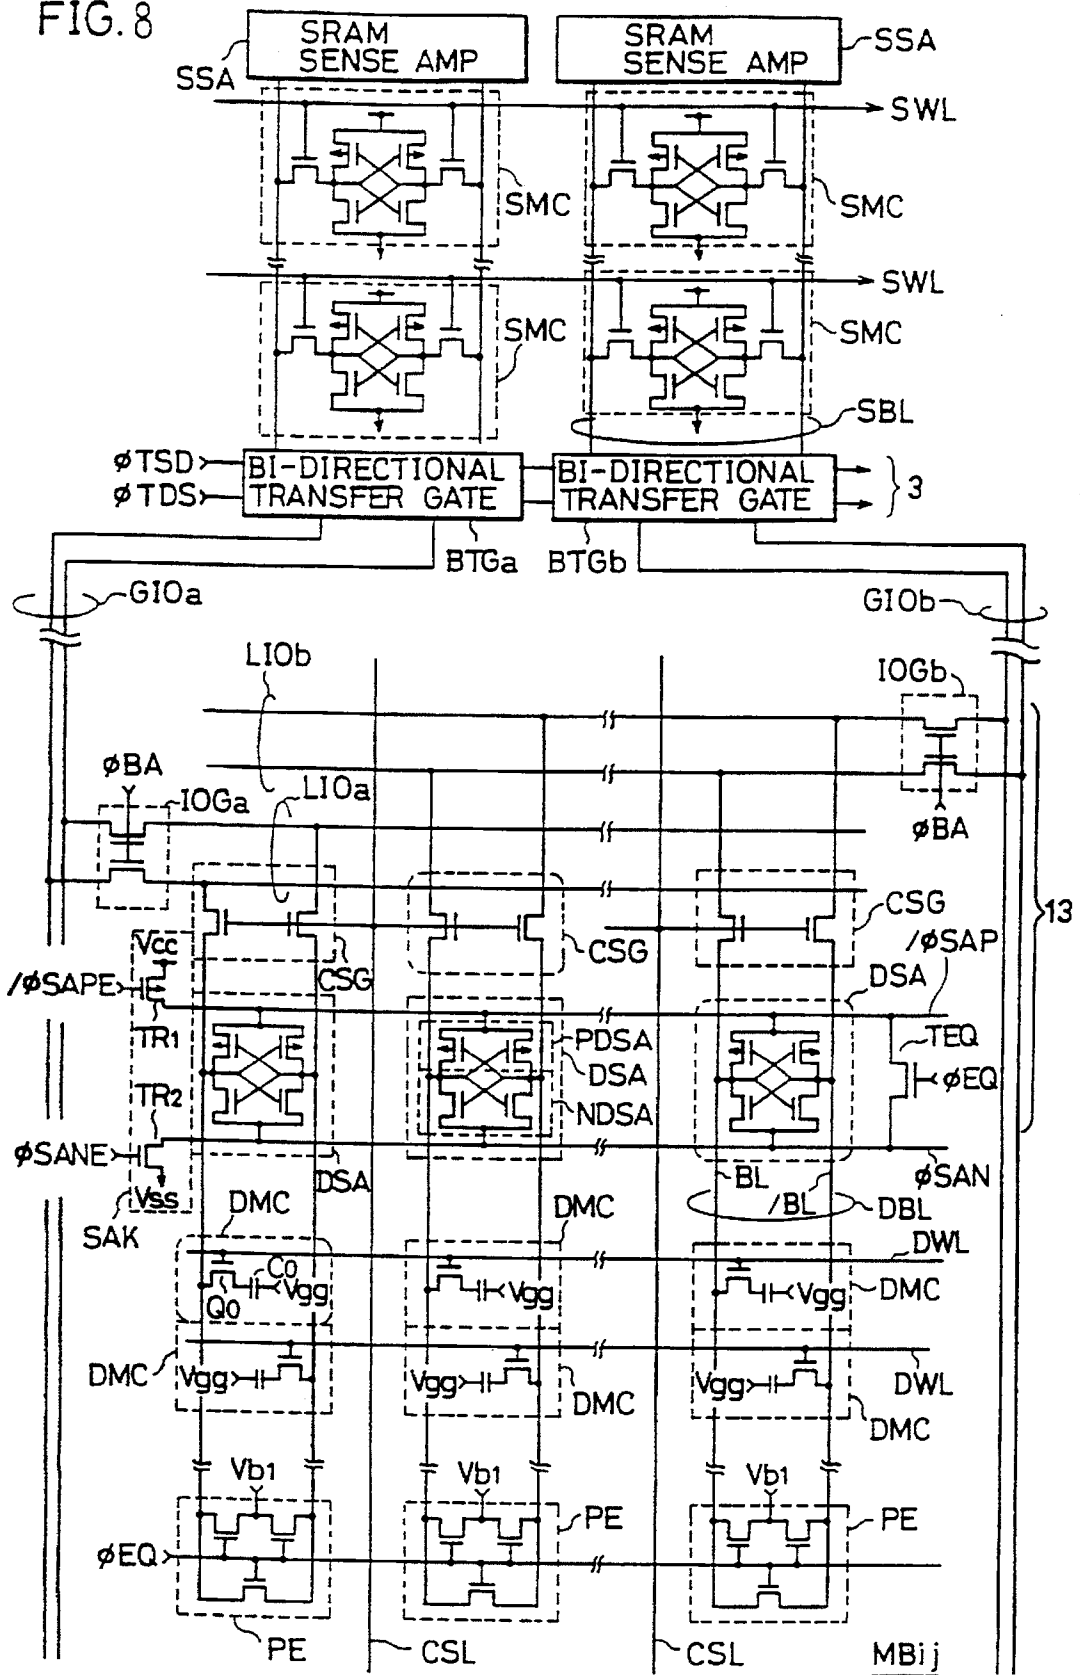 FIG. 8
SRAM
SENSE AMP
SRAM
SENSE AMP
SSA
SSA
SWL
SMC
SMC
SWL
SMC
SMC
SBL
φTSD
φTDS
BI-DIRECTIONAL
TRANSFER GATE
BI-DIRECTIONAL
TRANSFER GATE
3
BTGa
BTGb
GIOa
GIOb
LIOb
IOGb
φBA
IOGa
LIOa
φBA
13
CSG
CSG
CSG
/φSAP
Vcc
/φSAPE
TR1
DSA
PDSA
DSA
NDSA
TEQ
φEQ
TR2
φSANE
Vss
SAK
DSA
BL
/BL
φSAN
DBL
DMC
DMC
DWL
C0
Q0
Vgg
Vgg
Vgg
DMC
DMC
Vgg
Vgg
Vgg
DMC
DWL
DMC
Vb1
Vb1
Vb1
PE
PE
φEQ
PE
CSL
CSL
MBij